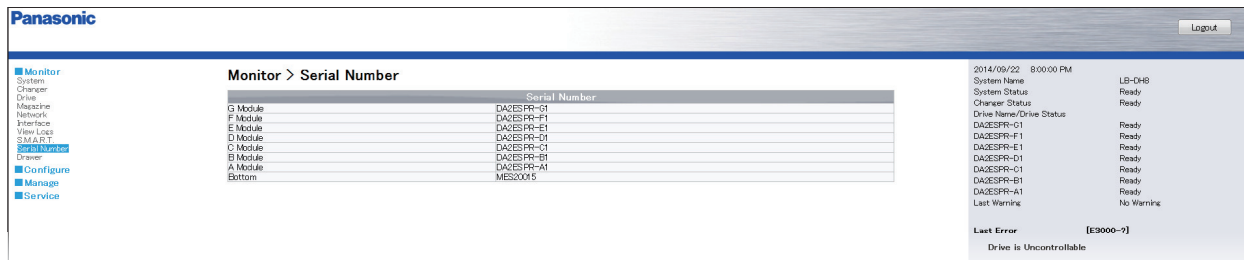 Panasonic
Logout
Monitor
System
Changer
Drive
Magazine
Network
Interface
View Logs
S.M.A.R.T.
Serial Number
Drawer
Configure
Manage
Service
Monitor > Serial Number
Serial Number
G Module DA2ESPR-G1
F Module DA2ESPR-F1
E Module DA2ESPR-E1
D Module DA2ESPR-D1
C Module DA2ESPR-C1
B Module DA2ESPR-B1
A Module DA2ESPR-A1
Bottom MES20015
2014/09/22 8:00:00 PM
System Name LB-DH8
System Status Ready
Changer Status Ready
Drive Name/Drive Status
DA2ESPR-G1 Ready
DA2ESPR-F1 Ready
DA2ESPR-E1 Ready
DA2ESPR-D1 Ready
DA2ESPR-C1 Ready
DA2ESPR-B1 Ready
DA2ESPR-A1 Ready
Last Warning No Warning
Last Error [E3000-?]
Drive is Uncontrollable